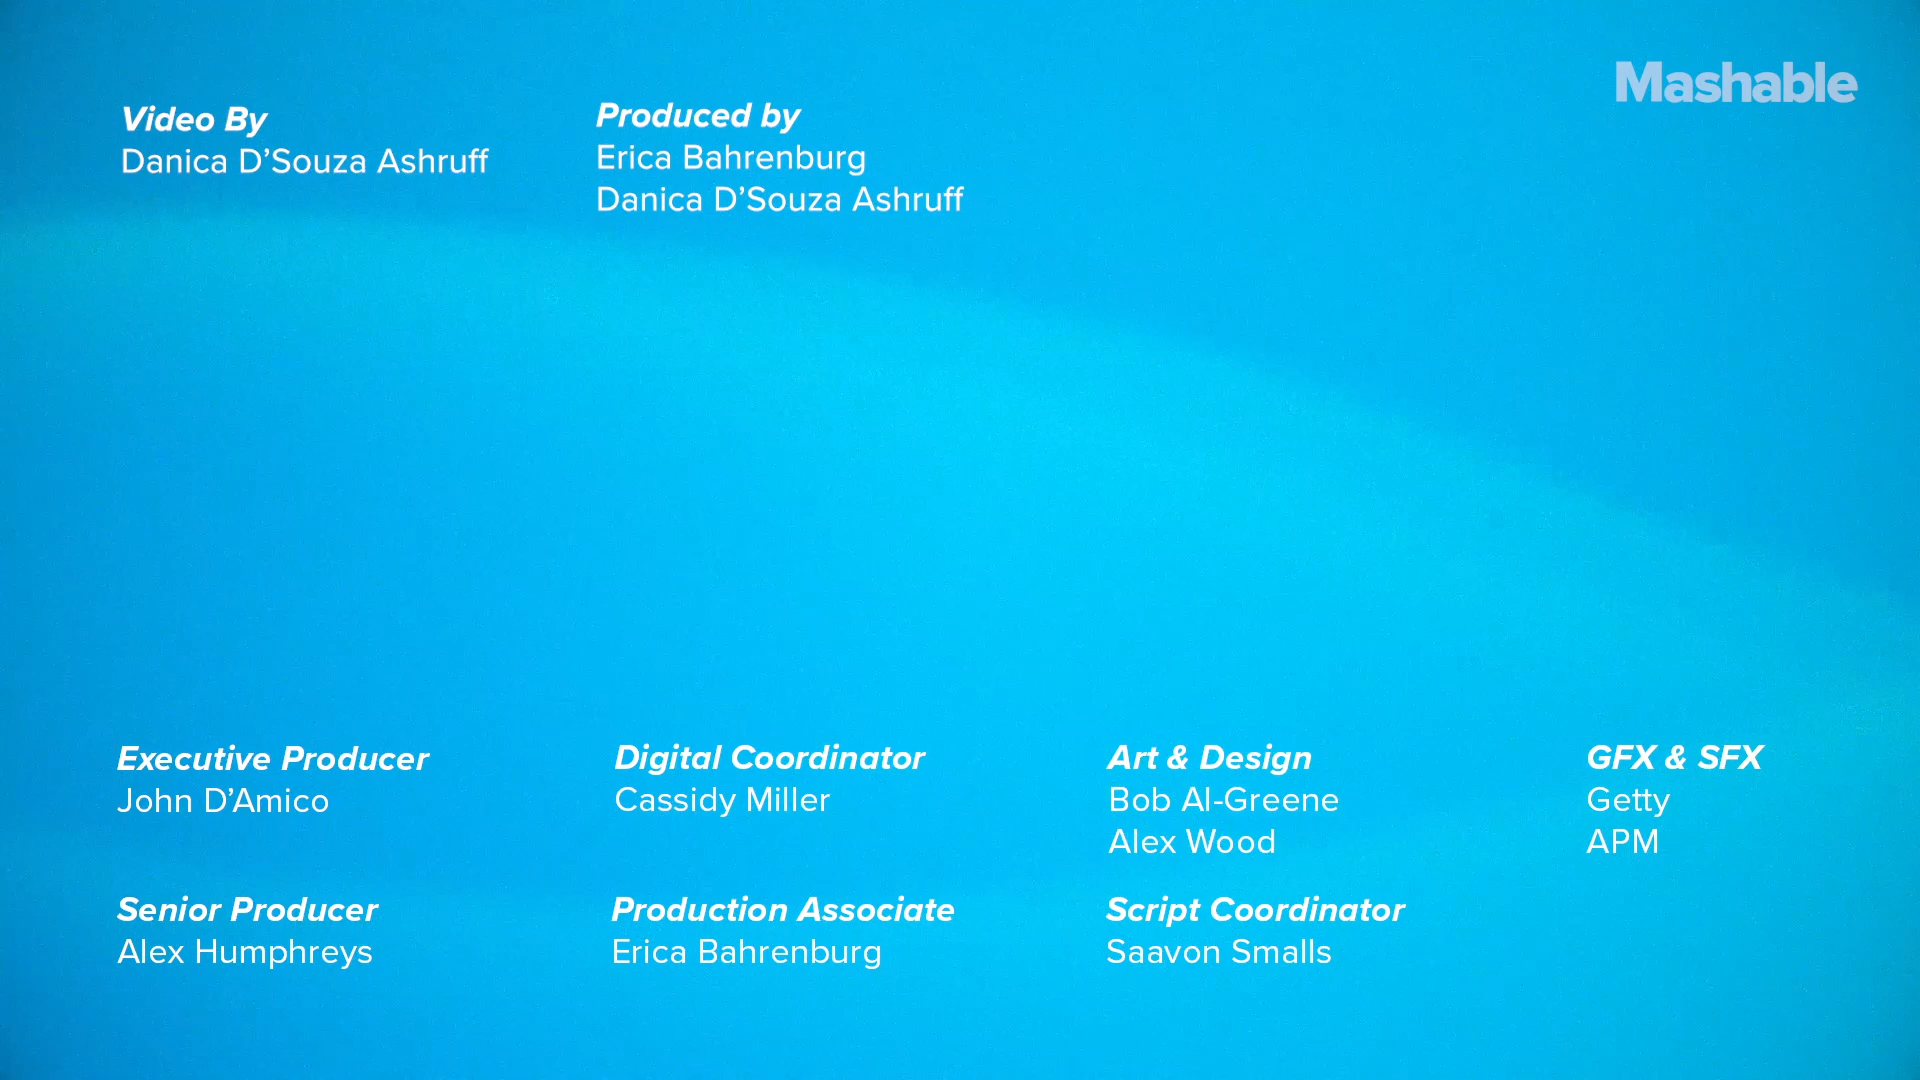 Mashable
Video By
Danica D’Souza Ashruff
Produced by
Erica Bahrenburg
Danica D’Souza Ashruff
Executive Producer
John D’Amico
Digital Coordinator
Cassidy Miller
Art & Design
Bob Al-Greene
Alex Wood
GFX & SFX
Getty
APM
Senior Producer
Alex Humphreys
Production Associate
Erica Bahrenburg
Script Coordinator
Saavon Smalls